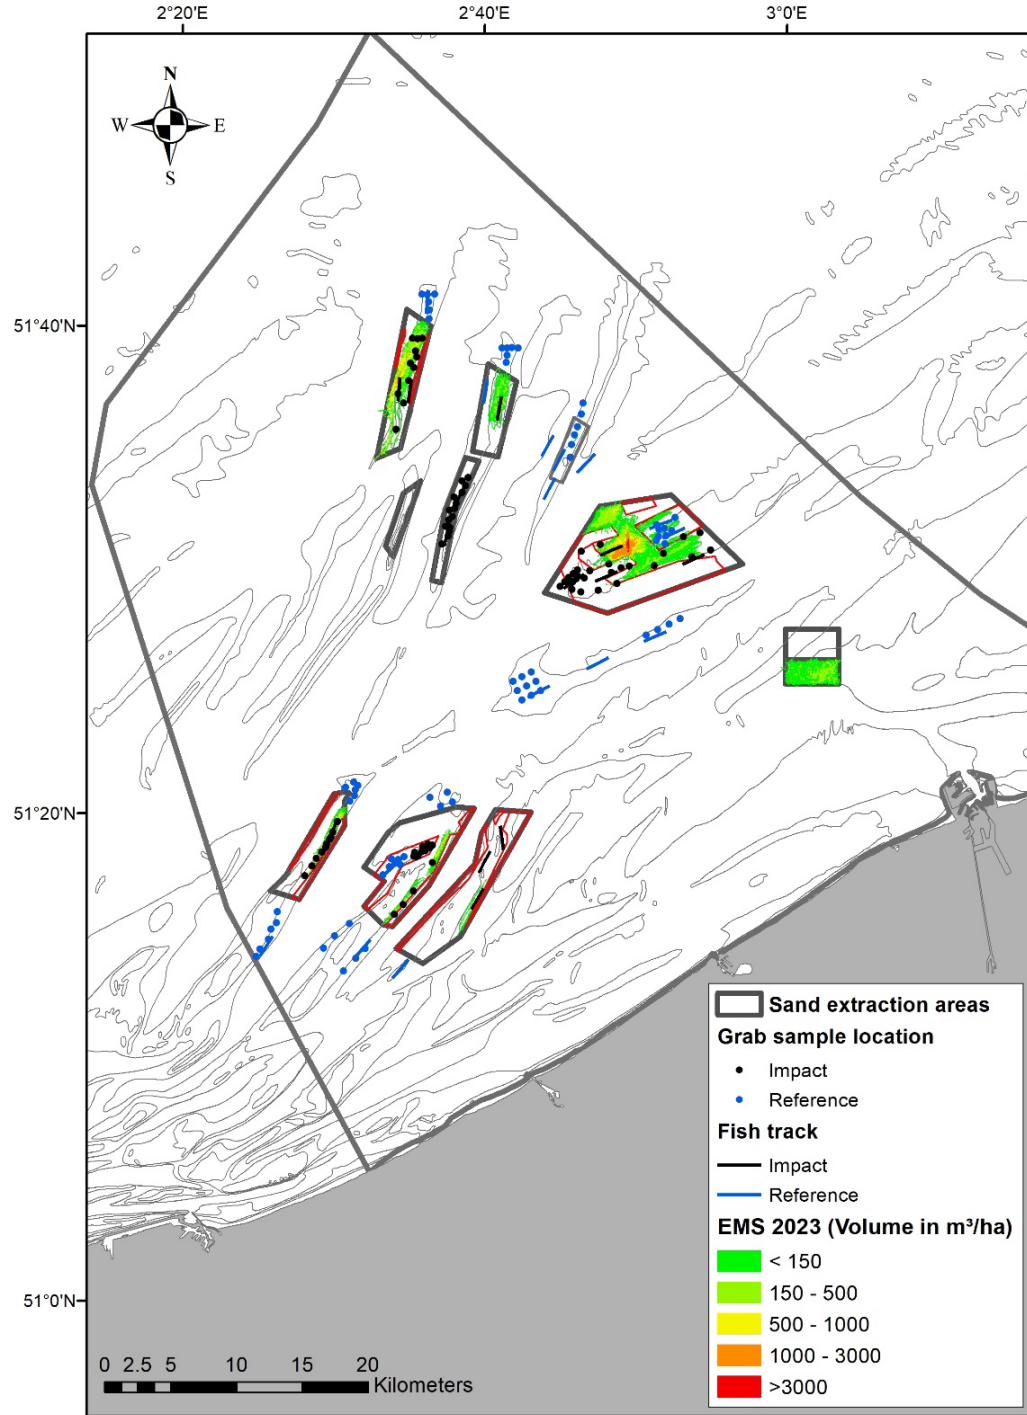 2°20'E 2°40'E 3°0'E
N
W E
S
51°40'N
51°20'N
51°0'N
Sand extraction areas
Grab sample location
Impact
Reference
Fish track
Impact
Reference
EMS 2023 (Volume in m³/ha)
< 150
150 - 500
500 - 1000
1000 - 3000
>3000
0 2.5 5 10 15 20
Kilometers